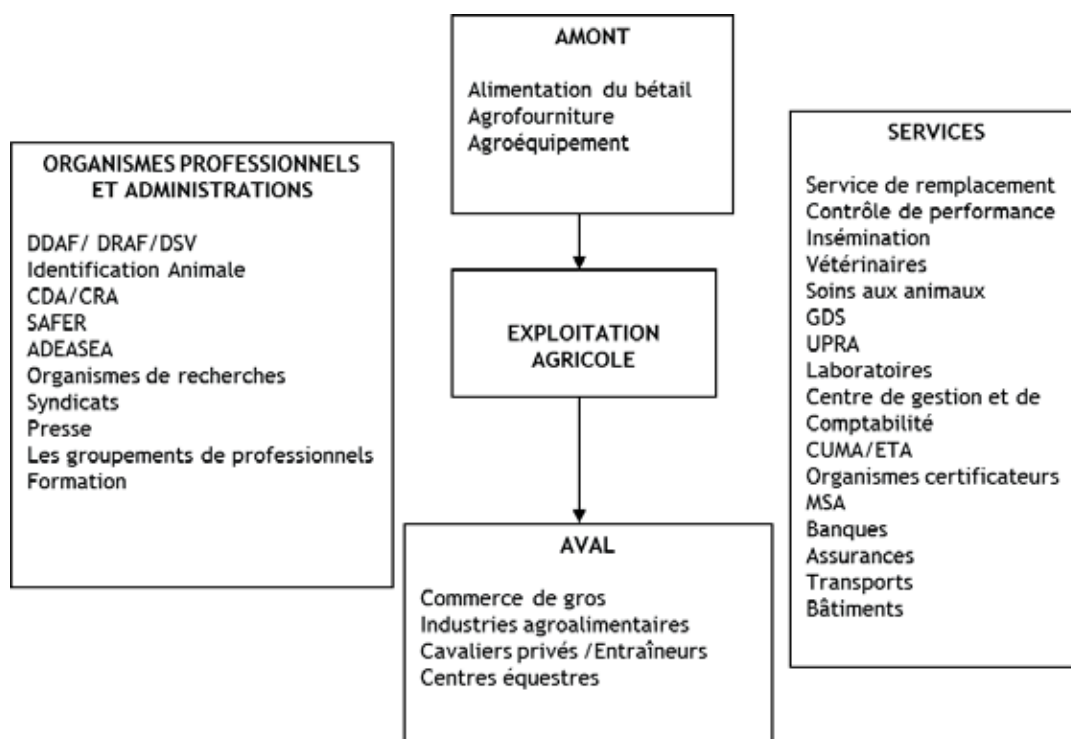 AMONT
Alimentation du bétail
Agrofourniture
Agroéquipement
ORGANISMES PROFESSIONNELS
ET ADMINISTRATIONS
DDAF/ DRAF/DSV
Identification Animale
CDA/CRA
SAFER
ADEASEA
Organismes de recherches
Syndicats
Presse
Les groupements de professionnels
Formation
EXPLOITATION
AGRICOLE
SERVICES
Service de remplacement
Contrôle de performance
Insémination
Vétérinaires
Soins aux animaux
GDS
UPRA
Laboratoires
Centre de gestion et de
Comptabilité
CUMA/ETA
Organismes certificateurs
MSA
Banques
Assurances
Transports
Bâtiments
AVAL
Commerce de gros
Industries agroalimentaires
Cavaliers privés /Entraîneurs
Centres équestres